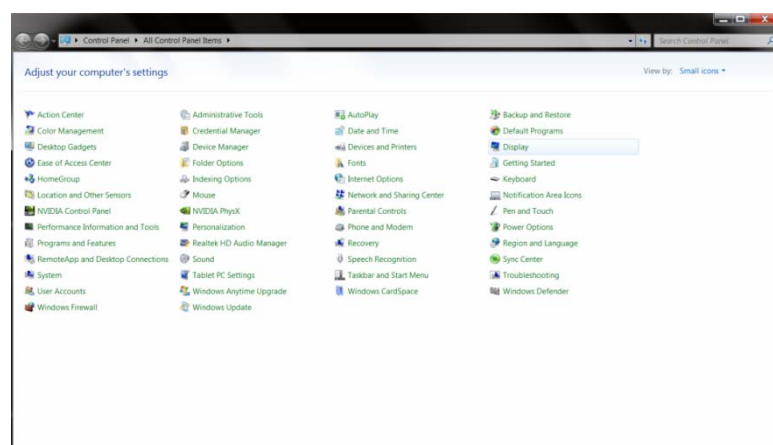 Control Panel All Control Panel Items Search Control Panel
Adjust your computer's settings View by: Small icons
Action Center Administrative Tools AutoPlay Backup and Restore
Color Management Credential Manager Date and Time Default Programs
Desktop Gadgets Device Manager Devices and Printers Display
Ease of Access Center Folder Options Fonts Getting Started
HomeGroup Indexing Options Internet Options Keyboard
Location and Other Sensors Mouse Network and Sharing Center Notification Area Icons
NVIDIA Control Panel NVIDIA PhysX Parental Controls Pen and Touch
Performance Information and Tools Personalization Phone and Modem Power Options
Programs and Features Realtek HD Audio Manager Recovery Region and Language
RemoteApp and Desktop Connections Sound Speech Recognition Sync Center
System Tablet PC Settings Taskbar and Start Menu Troubleshooting
User Accounts Windows Anytime Upgrade Windows CardSpace Windows Defender
Windows Firewall Windows Update